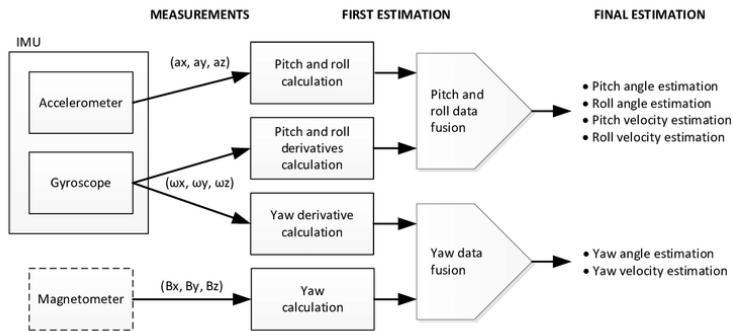 MEASUREMENTS
FIRST ESTIMATION
FINAL ESTIMATION
IMU
Accelerometer
Gyroscope
Magnetometer
(ax, ay, az)
(ωx, ωy, ωz)
(Bx, By, Bz)
Pitch and roll
calculation
Pitch and roll
derivatives
calculation
Yaw derivative
calculation
Yaw
calculation
Pitch and
roll data
fusion
Yaw data
fusion
• Pitch angle estimation
• Roll angle estimation
• Pitch velocity estimation
• Roll velocity estimation
• Yaw angle estimation
• Yaw velocity estimation